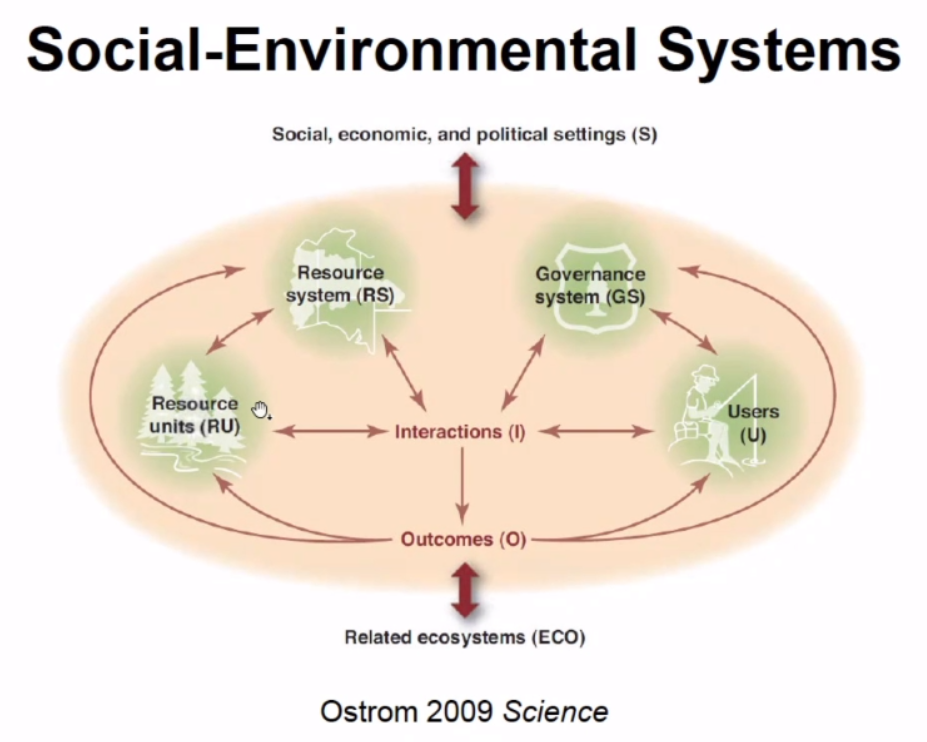 Social-Environmental Systems
Social, economic, and political settings (S)
Resource
system (RS)
Governance
system (GS)
Resource
units (RU)
Users
(U)
Interactions (I)
Outcomes (O)
Related ecosystems (ECO)
Ostrom 2009 Science